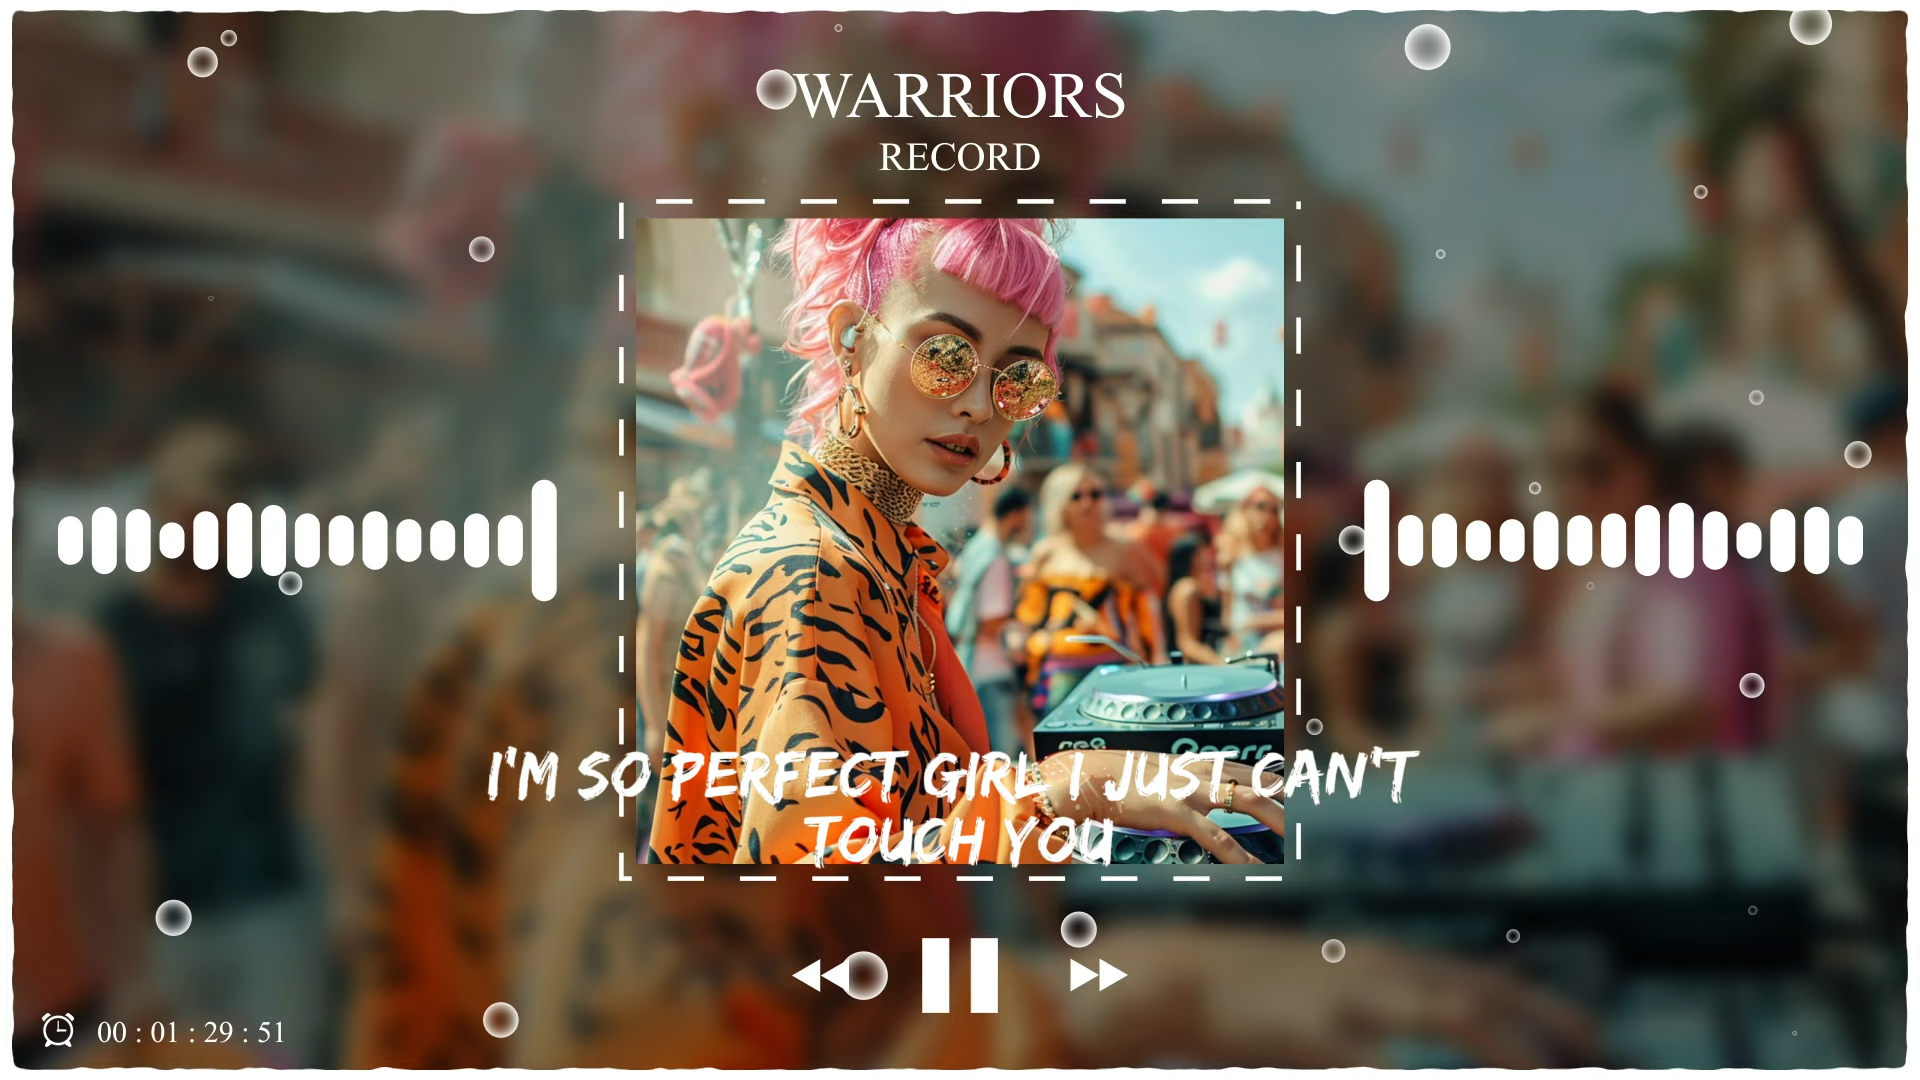 WARRIORS
RECORD
I'M SO PERFECT GIRL I JUST CAN'T
TOUCH YOU
00 : 01 : 29 : 51